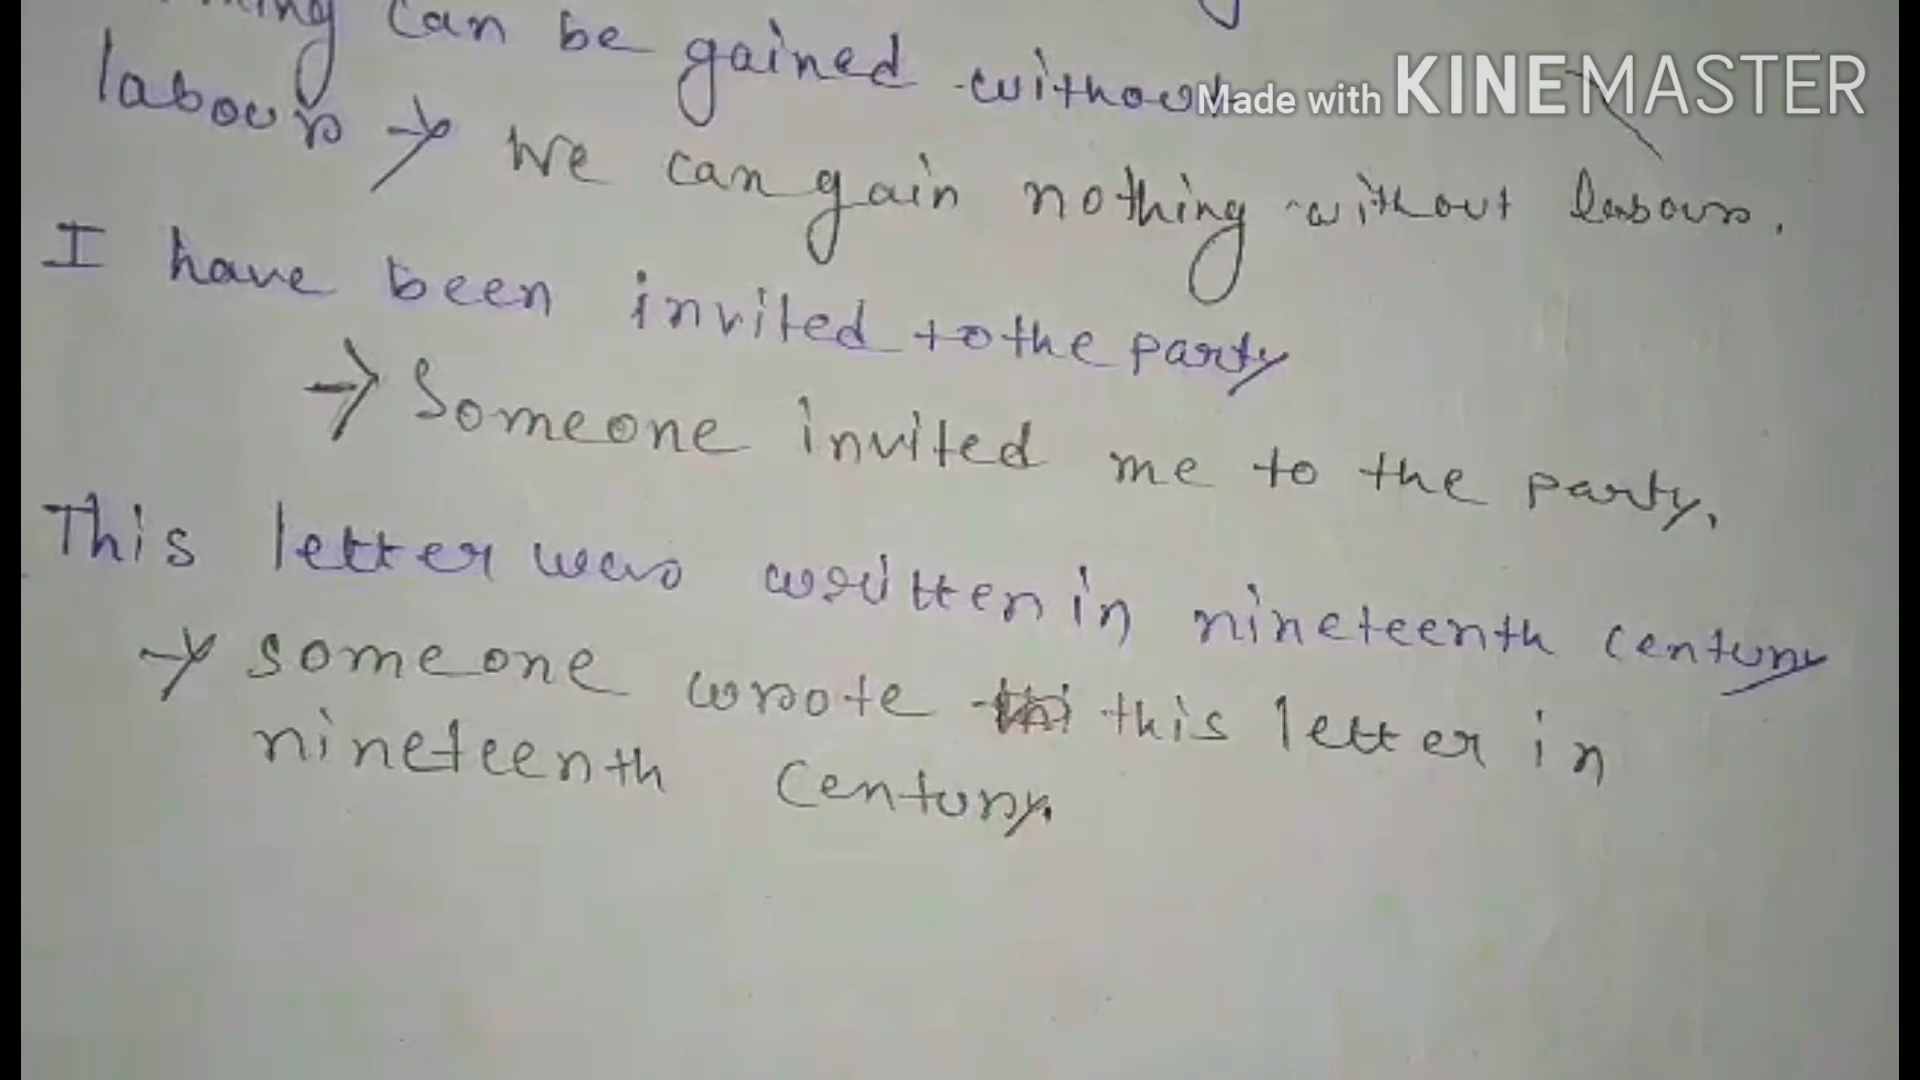 can be gained without
labour → We can gain nothing without labour.
I have been invited to the party
→ Someone invited me to the party.
This letter was written in nineteenth century
→ someone wrote this letter in
nineteenth century.
Made with KINEMASTER